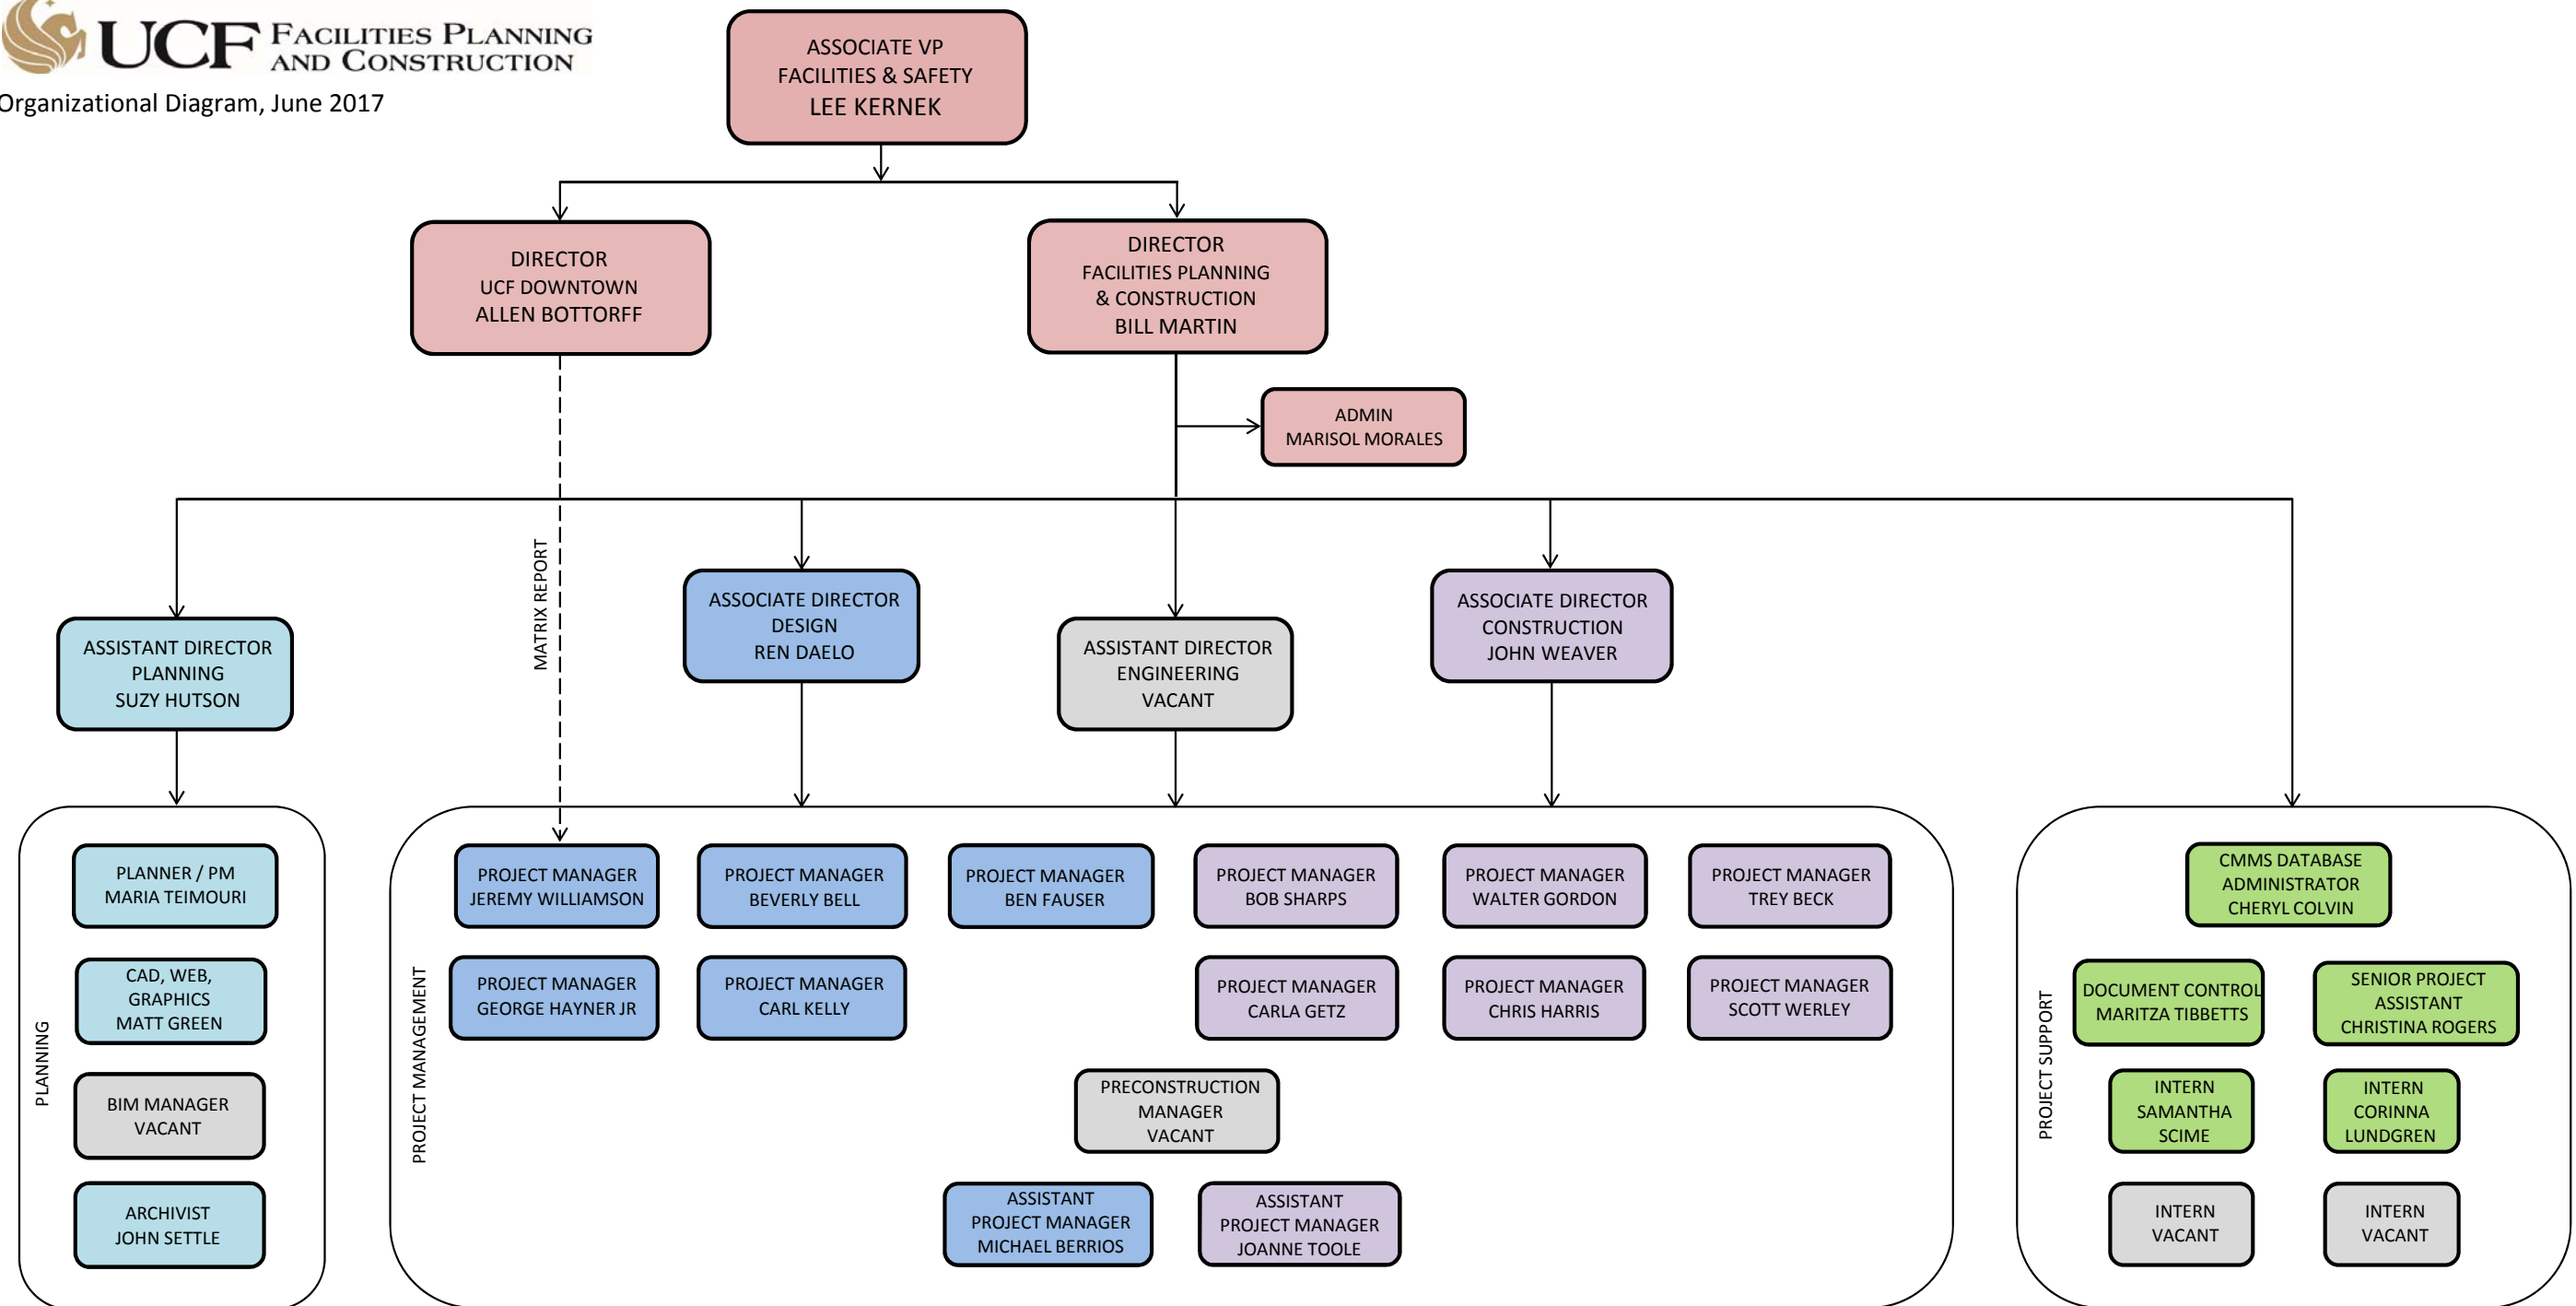 UCF FACILITIES PLANNING
AND CONSTRUCTION
Organizational Diagram, June 2017
ASSOCIATE VP
FACILITIES & SAFETY
LEE KERNEK
DIRECTOR
UCF DOWNTOWN
ALLEN BOTTORFF
DIRECTOR
FACILITIES PLANNING
& CONSTRUCTION
BILL MARTIN
ADMIN
MARISOL MORALES
MATRIX REPORT
ASSISTANT DIRECTOR
PLANNING
SUZY HUTSON
ASSOCIATE DIRECTOR
DESIGN
REN DAELO
ASSISTANT DIRECTOR
ENGINEERING
VACANT
ASSOCIATE DIRECTOR
CONSTRUCTION
JOHN WEAVER
PLANNING
PLANNER / PM
MARIA TEIMOURI
CAD, WEB,
GRAPHICS
MATT GREEN
BIM MANAGER
VACANT
ARCHIVIST
JOHN SETTLE
PROJECT MANAGEMENT
PROJECT MANAGER
JEREMY WILLIAMSON
PROJECT MANAGER
BEVERLY BELL
PROJECT MANAGER
BEN FAUSER
PROJECT MANAGER
BOB SHARPS
PROJECT MANAGER
WALTER GORDON
PROJECT MANAGER
TREY BECK
PROJECT MANAGER
GEORGE HAYNER JR
PROJECT MANAGER
CARL KELLY
PROJECT MANAGER
CARLA GETZ
PROJECT MANAGER
CHRIS HARRIS
PROJECT MANAGER
SCOTT WERLEY
PRECONSTRUCTION
MANAGER
VACANT
ASSISTANT
PROJECT MANAGER
MICHAEL BERRIOS
ASSISTANT
PROJECT MANAGER
JOANNE TOOLE
PROJECT SUPPORT
CMMS DATABASE
ADMINISTRATOR
CHERYL COLVIN
DOCUMENT CONTROL
MARITZA TIBBETTS
SENIOR PROJECT
ASSISTANT
CHRISTINA ROGERS
INTERN
SAMANTHA
SCIME
INTERN
CORINNA
LUNDGREN
INTERN
VACANT
INTERN
VACANT